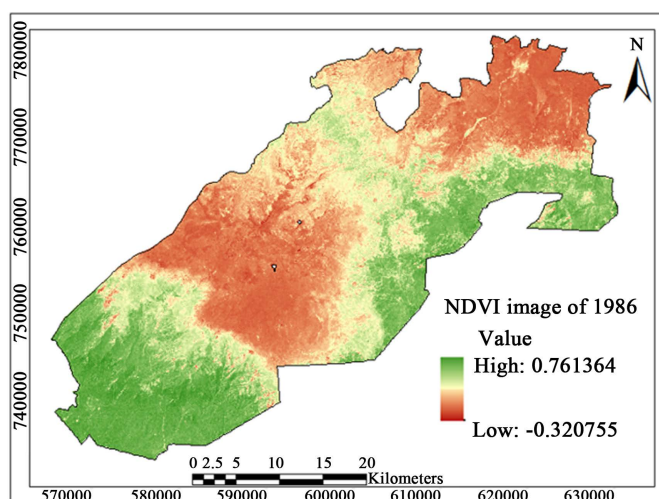 780000
770000
760000
750000
740000
N
NDVI image of 1986
Value
High: 0.761364
Low: -0.320755
0 2.5 5 10 15 20
Kilometers
570000 580000 590000 600000 610000 620000 630000